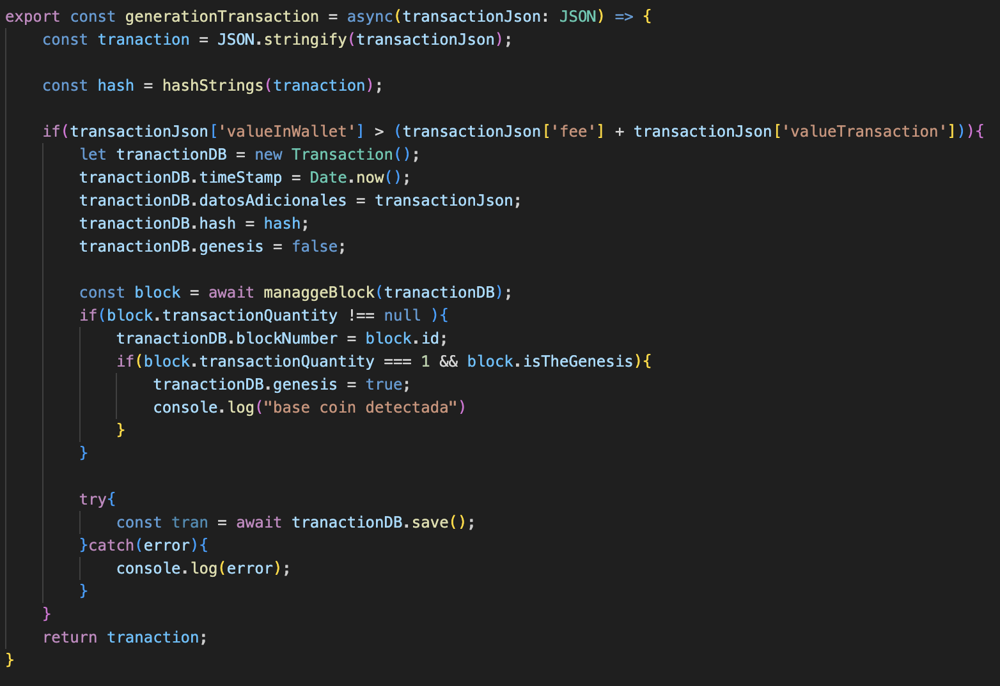 export const generationTransaction = async(transactionJson: JSON) => {
const tranaction = JSON.stringify(transactionJson);
const hash = hashStrings(tranaction);
if(transactionJson['valueInWallet'] > (transactionJson['fee'] + transactionJson['valueTransaction'])){
let tranactionDB = new Transaction();
tranactionDB.timeStamp = Date.now();
tranactionDB.datosAdicionales = transactionJson;
tranactionDB.hash = hash;
tranactionDB.genesis = false;
const block = await managgeBlock(tranactionDB);
if(block.transactionQuantity !== null ){
tranactionDB.blockNumber = block.id;
if(block.transactionQuantity === 1 && block.isTheGenesis){
tranactionDB.genesis = true;
console.log("base coin detectada")
}
}
try{
const tran = await tranactionDB.save();
}catch(error){
console.log(error);
}
}
return tranaction;
}